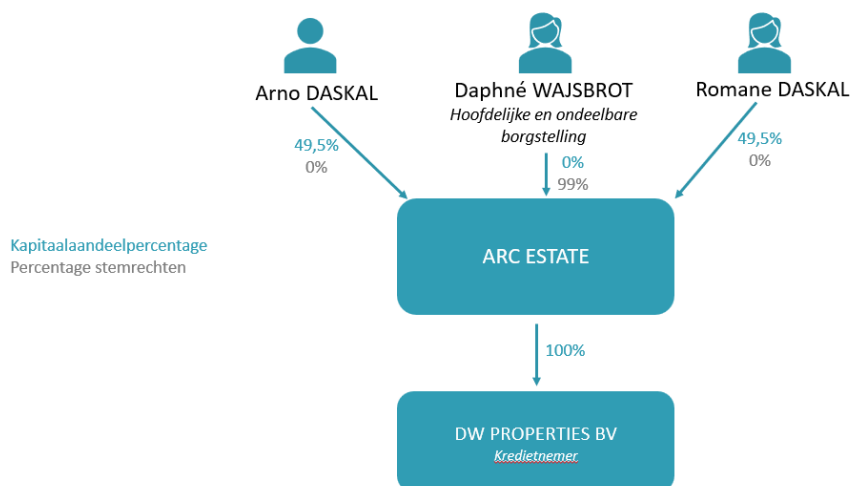 Arno DASKAL
Daphné WAJSBROT
Hoofdelijke en ondeelbare
borgstelling
Romane DASKAL
49,5%
0%
0%
99%
49,5%
0%
Kapitaalaandeelpercentage
Percentage stemrechten
ARC ESTATE
100%
DW PROPERTIES BV
Kredietnemer